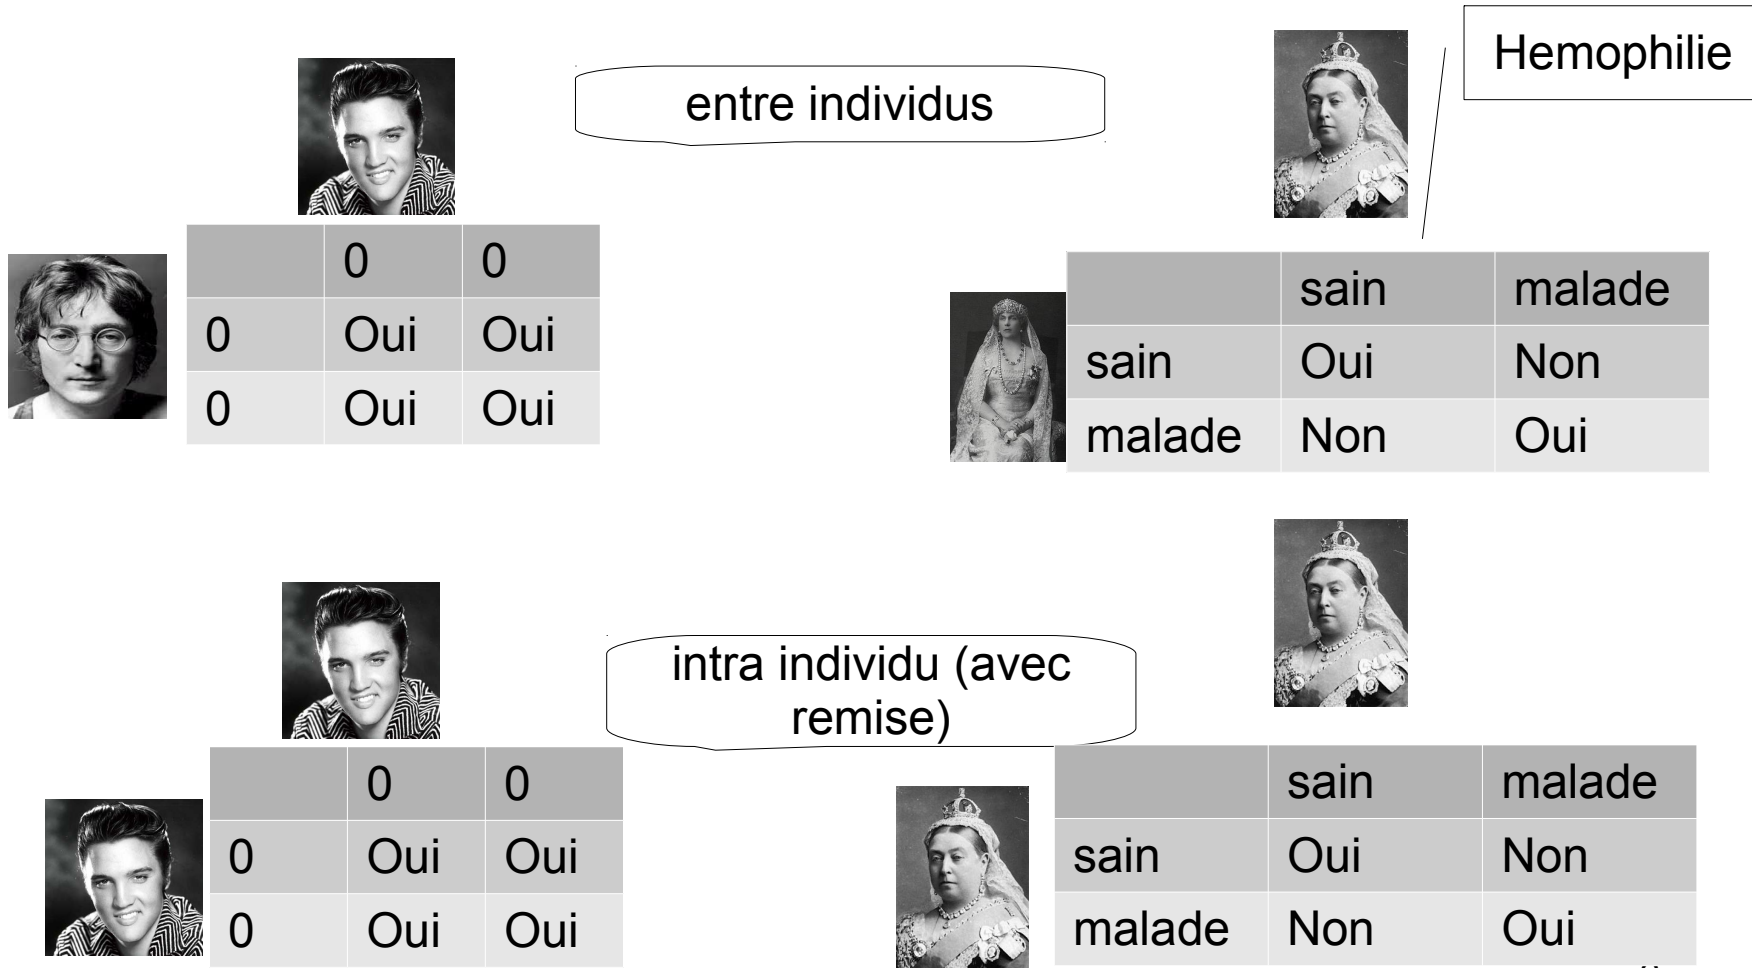 Hemophilie
entre individus
0 0
0 Oui Oui
0 Oui Oui
sain malade
sain Oui Non
malade Non Oui
intra individu (avec
remise)
0 0
0 Oui Oui
0 Oui Oui
sain malade
sain Oui Non
malade Non Oui